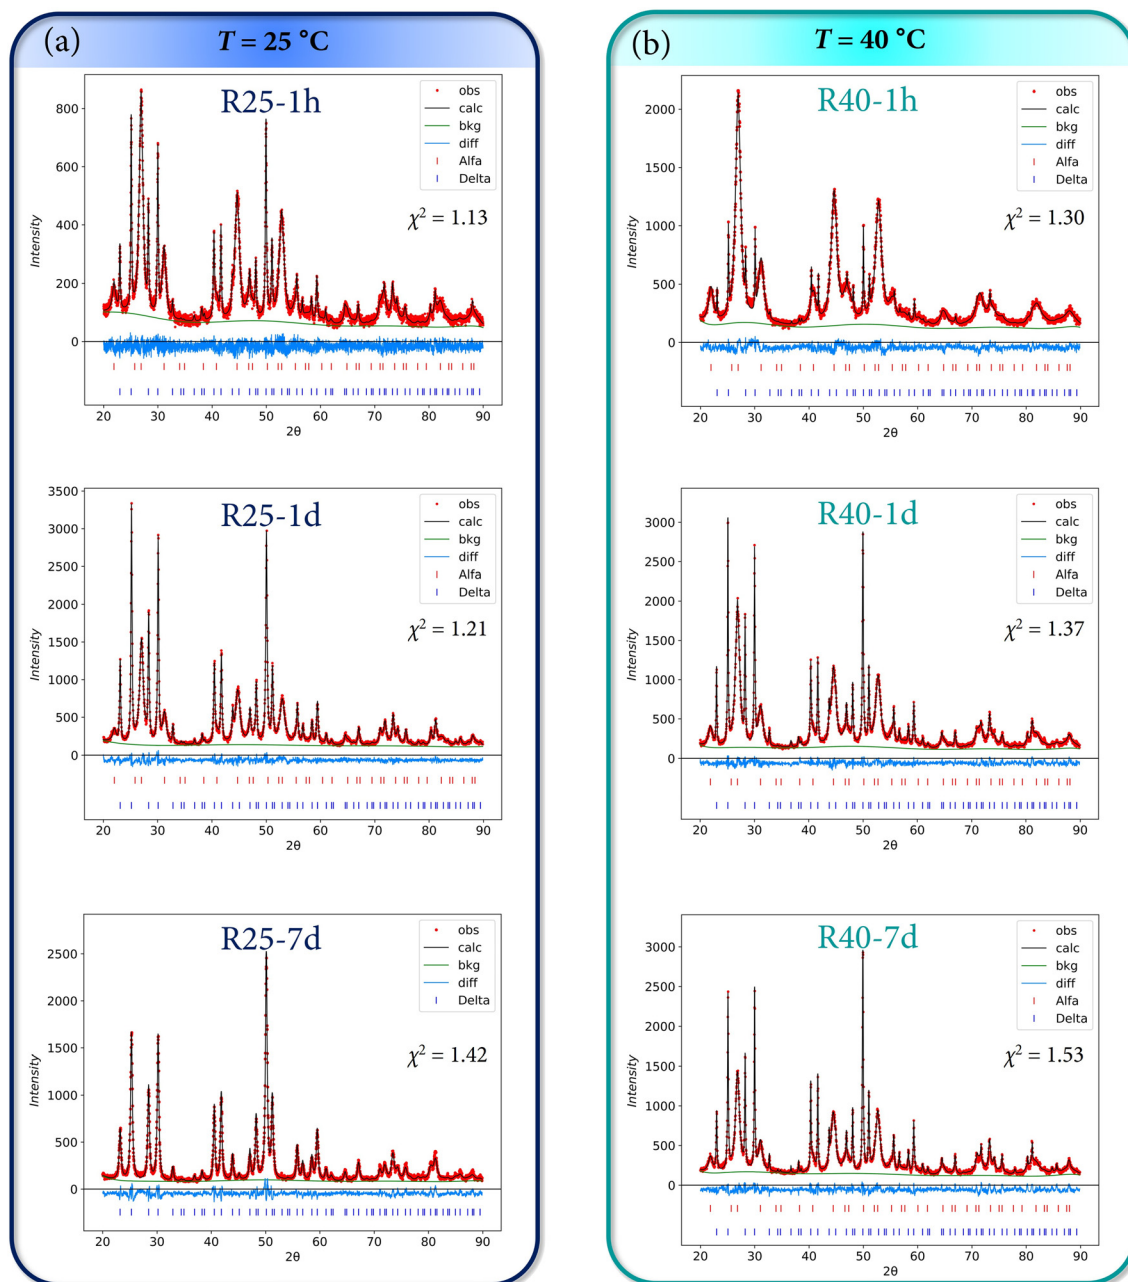 (a)
T = 25 °C
R25-1h
obs
calc
bkg
diff
Alfa
Delta
χ² = 1.13
Intensity
800
600
400
200
0
20 30 40 50 60 70 80 90
2θ
R25-1d
obs
calc
bkg
diff
Alfa
Delta
χ² = 1.21
Intensity
3500
3000
2500
2000
1500
1000
500
0
20 30 40 50 60 70 80 90
2θ
R25-7d
obs
calc
bkg
diff
Delta
χ² = 1.42
Intensity
2500
2000
1500
1000
500
0
20 30 40 50 60 70 80 90
2θ
(b)
T = 40 °C
R40-1h
obs
calc
bkg
diff
Alfa
Delta
χ² = 1.30
Intensity
2000
1500
1000
500
0
20 30 40 50 60 70 80 90
2θ
R40-1d
obs
calc
bkg
diff
Alfa
Delta
χ² = 1.37
Intensity
3000
2500
2000
1500
1000
500
0
20 30 40 50 60 70 80 90
2θ
R40-7d
obs
calc
bkg
diff
Alfa
Delta
χ² = 1.53
Intensity
3000
2500
2000
1500
1000
500
0
20 30 40 50 60 70 80 90
2θ